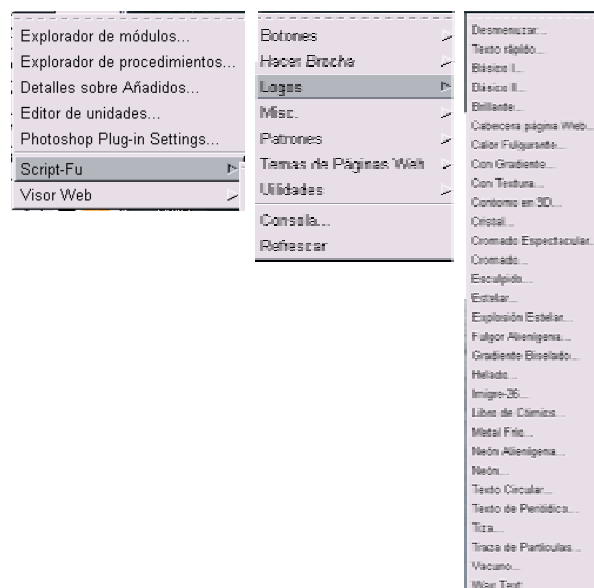 Explorador de módulos...
Explorador de procedimientos...
Detalles sobre Añadidos...
Editor de unidades...
Photoshop Plug-in Settings...
Script-Fu
Visor Web
Botones
Hacer Brocha
Logos
Misc.
Patrones
Temas de Páginas Web
Utilidades
Consola...
Refrescar
Desmenuzar...
Texto rápido...
Básico I...
Básico II...
Brillante...
Cabecera página Web...
Calor Fulgurante...
Con Gradiente...
Con Textura...
Contorno en 3D...
Cristal...
Cromado Espectacular...
Cromado...
Esculpido...
Estelar...
Explosión Estelar...
Fulgor Alienígena...
Gradiente Biselado...
Helado...
Imigre-26...
Libro de Cómics...
Metal Frío...
Neón Alienígena...
Neón...
Texto Circular...
Texto de Periódico...
Tiza...
Traza de Partículas...
Vacuno...
Text